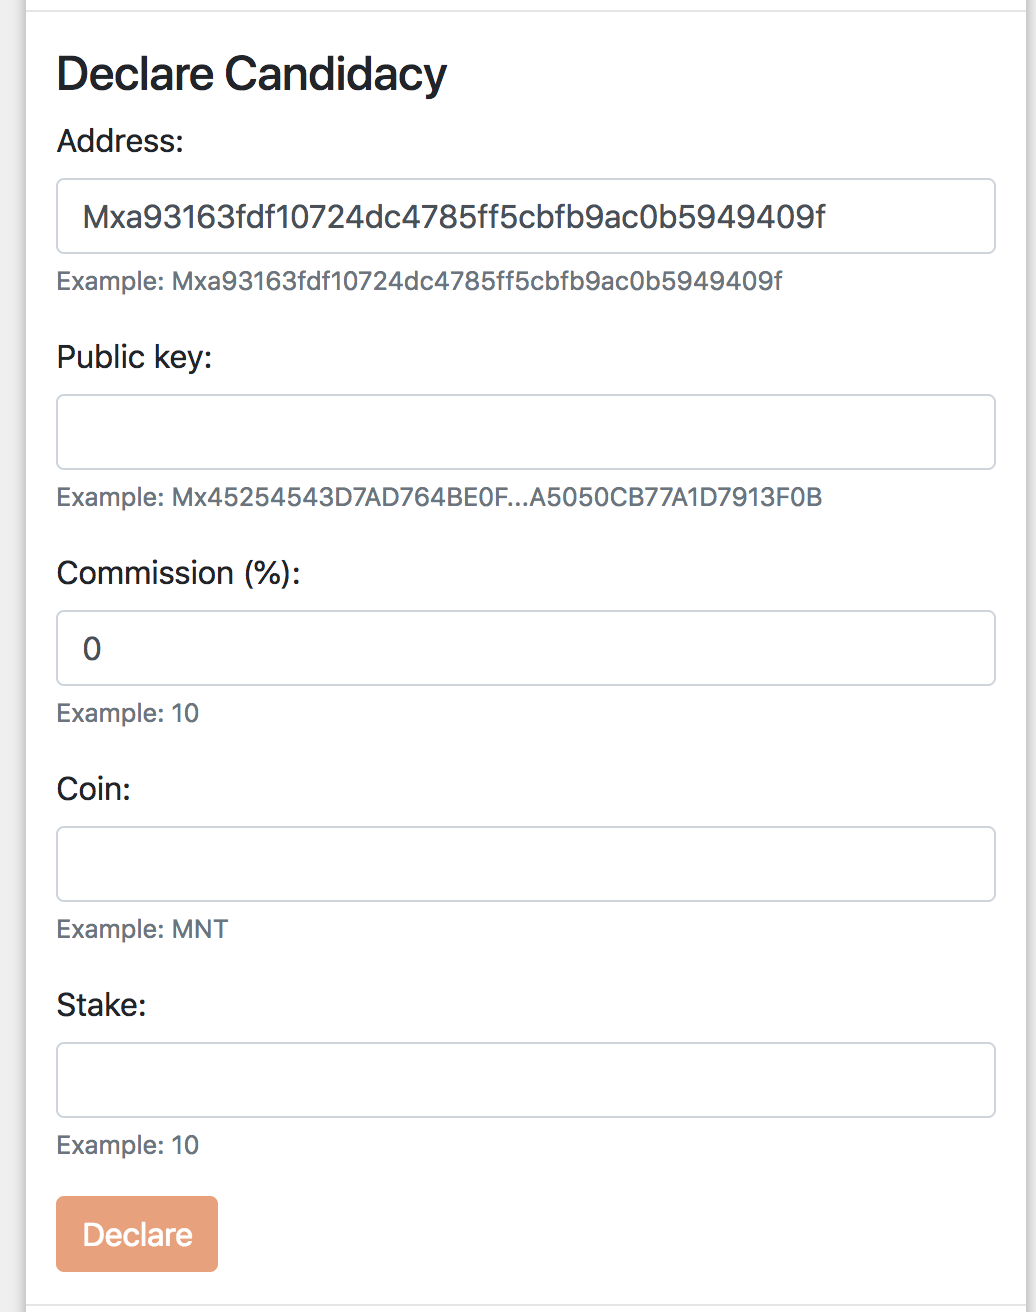 Declare Candidacy
Address:
Mxa93163fdf10724dc4785ff5cbfb9ac0b5949409f
Example: Mxa93163fdf10724dc4785ff5cbfb9ac0b5949409f
Public key:
Example: Mx45254543D7AD764BE0F...A5050CB77A1D7913F0B
Commission (%):
0
Example: 10
Coin:
Example: MNT
Stake:
Example: 10
Declare